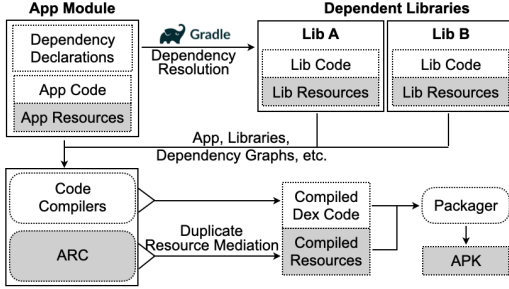 App Module
Dependent Libraries
Dependency
Declarations
App Code
App Resources
Gradle
Dependency
Resolution
Lib A
Lib Code
Lib Resources
Lib B
Lib Code
Lib Resources
App, Libraries,
Dependency Graphs, etc.
Code
Compilers
ARC
Duplicate
Resource Mediation
Compiled
Dex Code
Compiled
Resources
Packager
APK